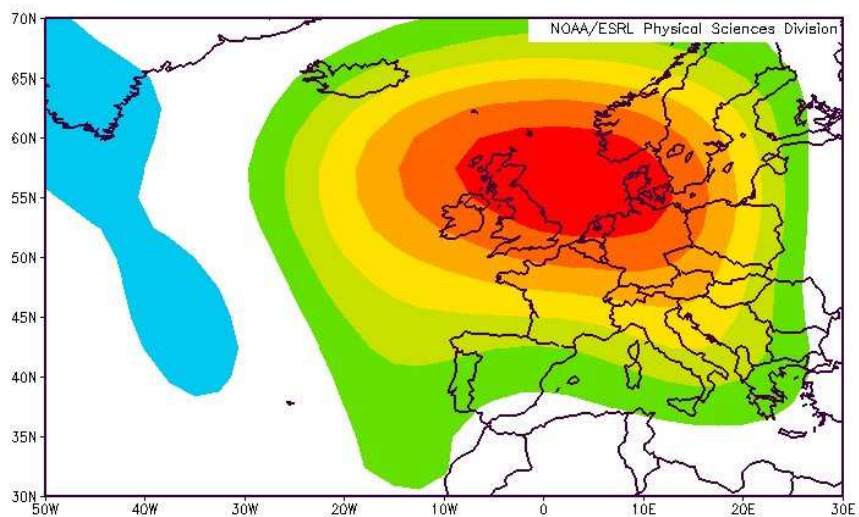 NOAA/ESRL Physical Sciences Division
70N
65N
60N
55N
50N
45N
40N
35N
30N
50W 40W 30W 20W 10W 0 10E 20E 30E